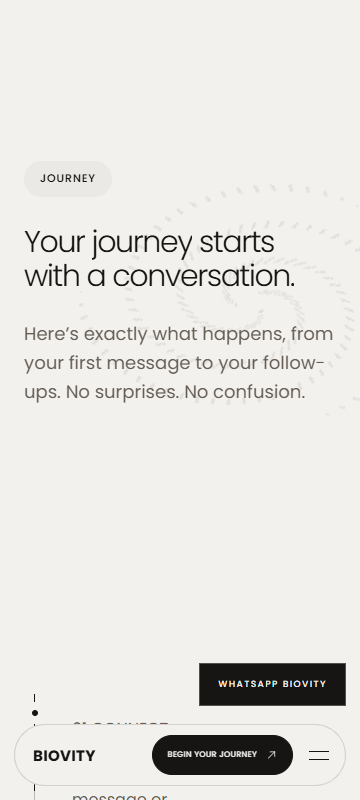 JOURNEY
Your journey starts
with a conversation.
Here's exactly what happens, from
your first message to your follow-
ups. No surprises. No confusion.
WHATSAPP BIOVITY
BIOVITY
BEGIN YOUR JOURNEY
message or